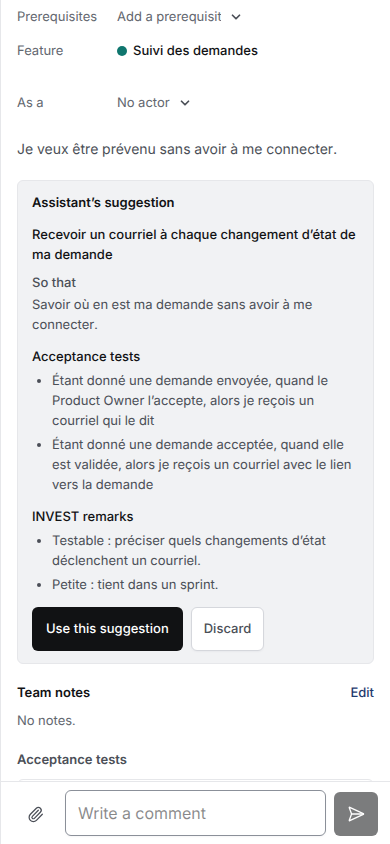 Prerequisites Add a prerequisit
Feature Suivi des demandes
As a No actor
Je veux être prévenu sans avoir à me connecter.
Assistant’s suggestion
Recevoir un courriel à chaque changement d’état de
ma demande
So that
Savoir où en est ma demande sans avoir à me
connecter.
Acceptance tests
• Étant donné une demande envoyée, quand le
Product Owner l’accepte, alors je reçois un
courriel qui le dit
• Étant donné une demande acceptée, quand elle
est validée, alors je reçois un courriel avec le lien
vers la demande
INVEST remarks
• Testable : préciser quels changements d’état
déclenchent un courriel.
• Petite : tient dans un sprint.
Use this suggestion Discard
Team notes Edit
No notes.
Acceptance tests
Write a comment